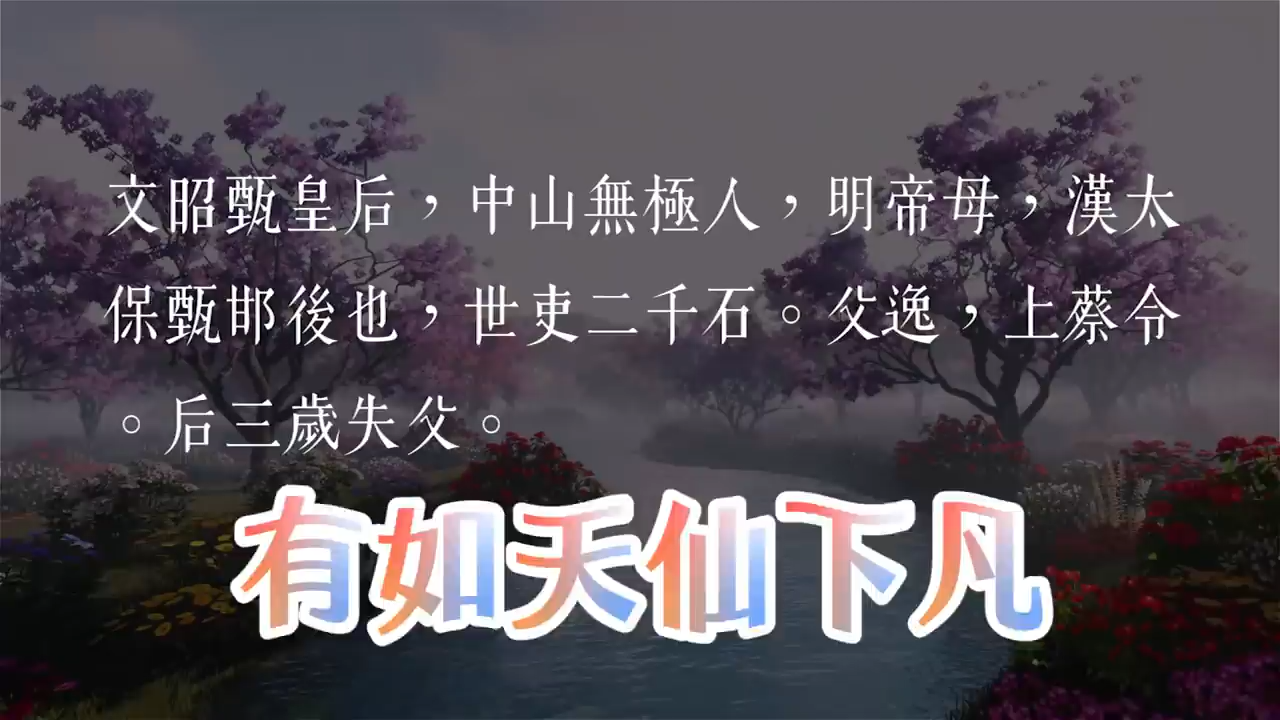 文昭甄皇后，中山無極人，明帝母，漢太
保甄邯後也，世吏二千石。父逸，上蔡令
。后三歲失父。
有如天仙下凡